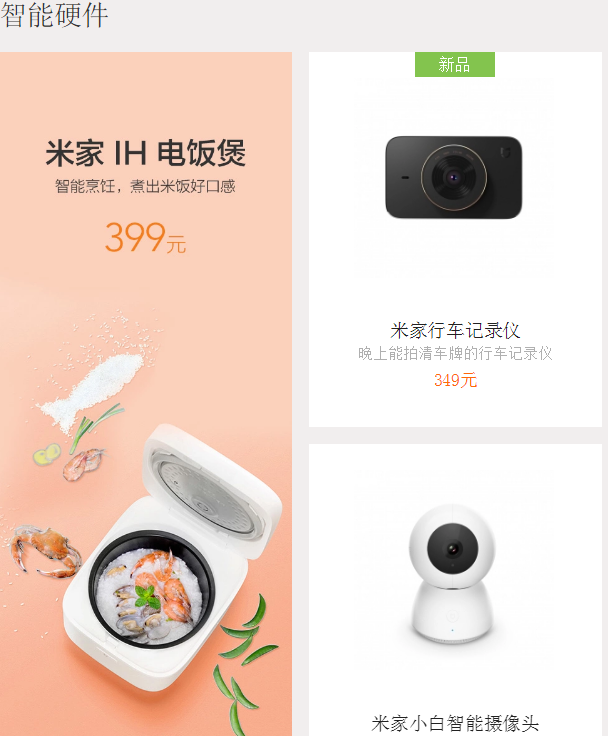 智能硬件
米家 IH 电饭煲
智能烹饪，煮出米饭好口感
399元
新品
米家行车记录仪
晚上能拍清车牌的行车记录仪
349元
米家小白智能摄像头